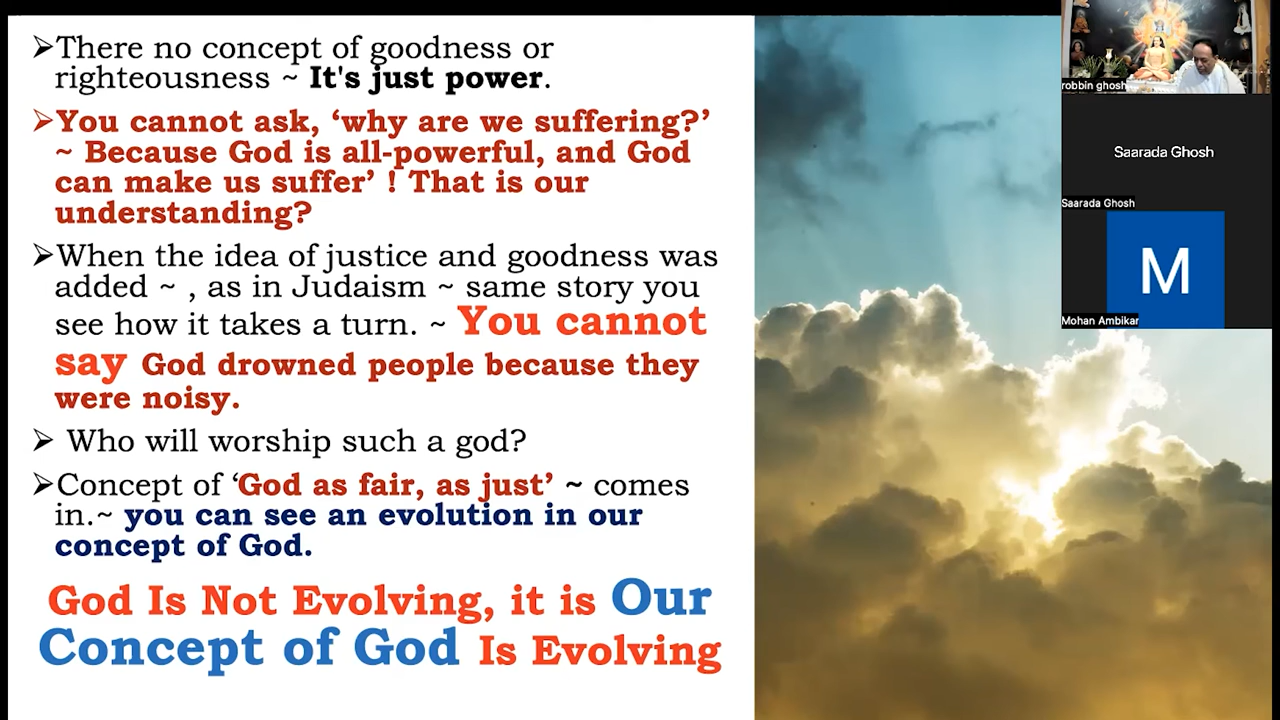 ➢There no concept of goodness or
righteousness ~ It's just power.
➢You cannot ask, ‘why are we suffering?’
~ Because God is all-powerful, and God
can make us suffer’ ! That is our
understanding?
➢When the idea of justice and goodness was
added ~ , as in Judaism ~ same story you
see how it takes a turn. ~ You cannot
say God drowned people because they
were noisy.
➢ Who will worship such a god?
➢Concept of ‘God as fair, as just’ ~ comes
in.~ you can see an evolution in our
concept of God.
God Is Not Evolving, it is Our
Concept of God Is Evolving
robbin ghosh
Saarada Ghosh
Saarada Ghosh
M
Mohan Ambikar